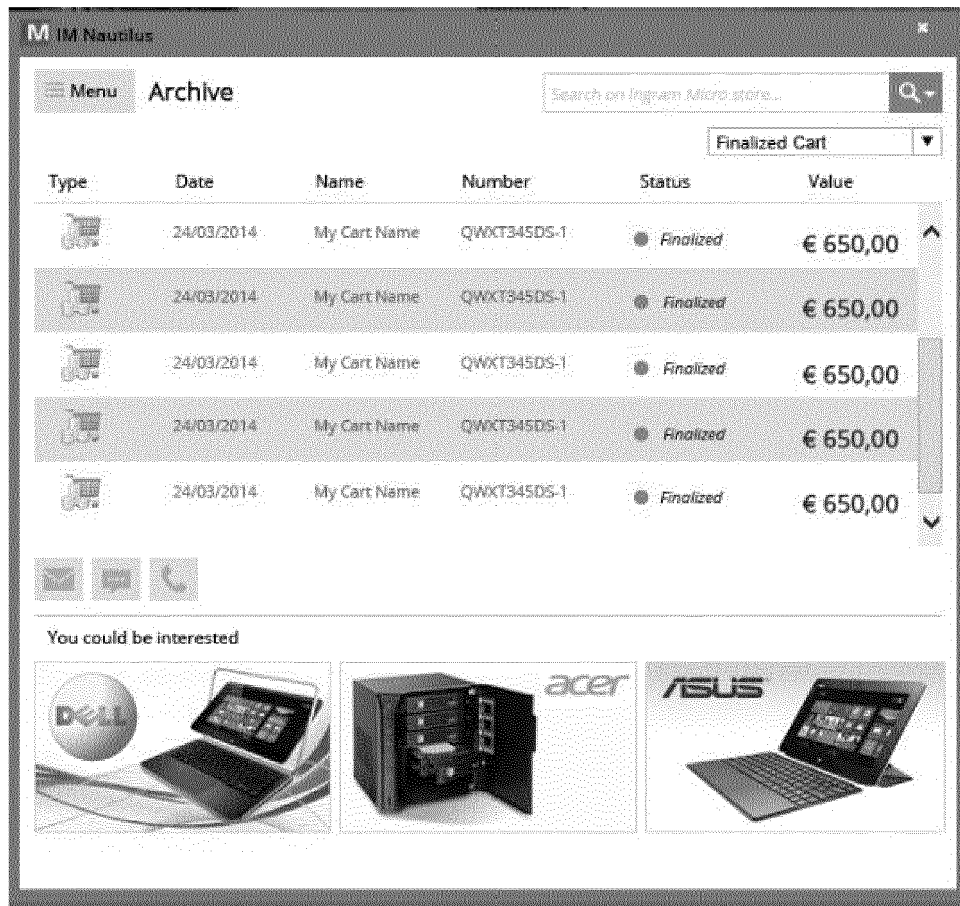 M IM Nautilus
Menu Archive Search on Ingram Micro store...
Finalized Cart
Type Date Name Number Status Value
24/03/2014 My Cart Name QWXT345DS-1 Finalized € 650,00
24/03/2014 My Cart Name QWXT345DS-1 Finalized € 650,00
24/03/2014 My Cart Name QWXT345DS-1 Finalized € 650,00
24/03/2014 My Cart Name QWXT345DS-1 Finalized € 650,00
24/03/2014 My Cart Name QWXT345DS-1 Finalized € 650,00
You could be interested
DELL acer ASUS